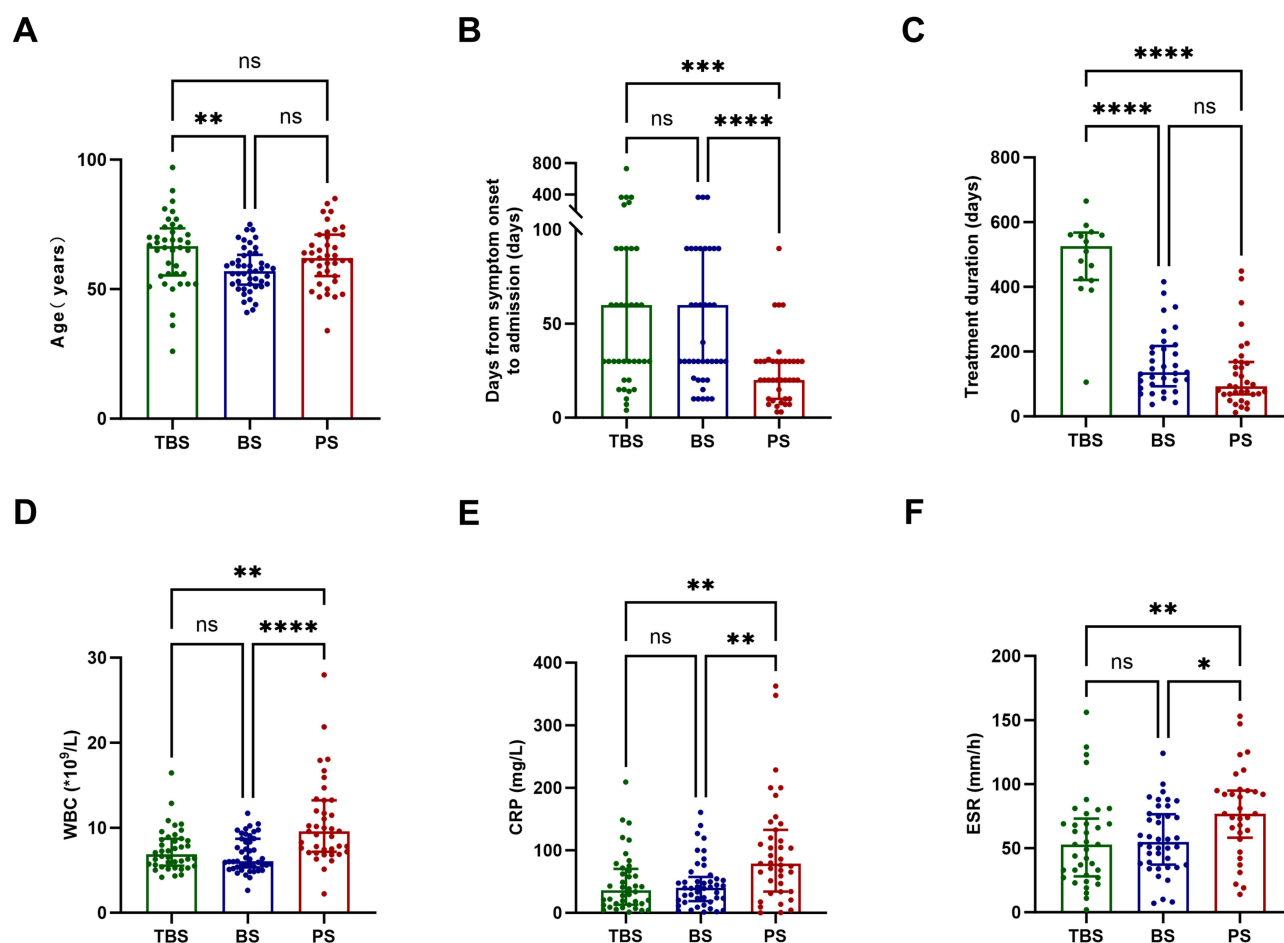 A
ns
** ns
Age( years)
100
50
0
TBS BS PS
B
***
ns ****
Days from symptom onset
to admission (days)
800
400
100
50
0
TBS BS PS
C
****
**** ns
Treatment duration (days)
800
600
400
200
0
TBS BS PS
D
**
ns ****
WBC (*10⁹/L)
30
20
10
0
TBS BS PS
E
**
ns **
CRP (mg/L)
400
300
200
100
0
TBS BS PS
F
**
ns *
ESR (mm/h)
200
150
100
50
0
TBS BS PS